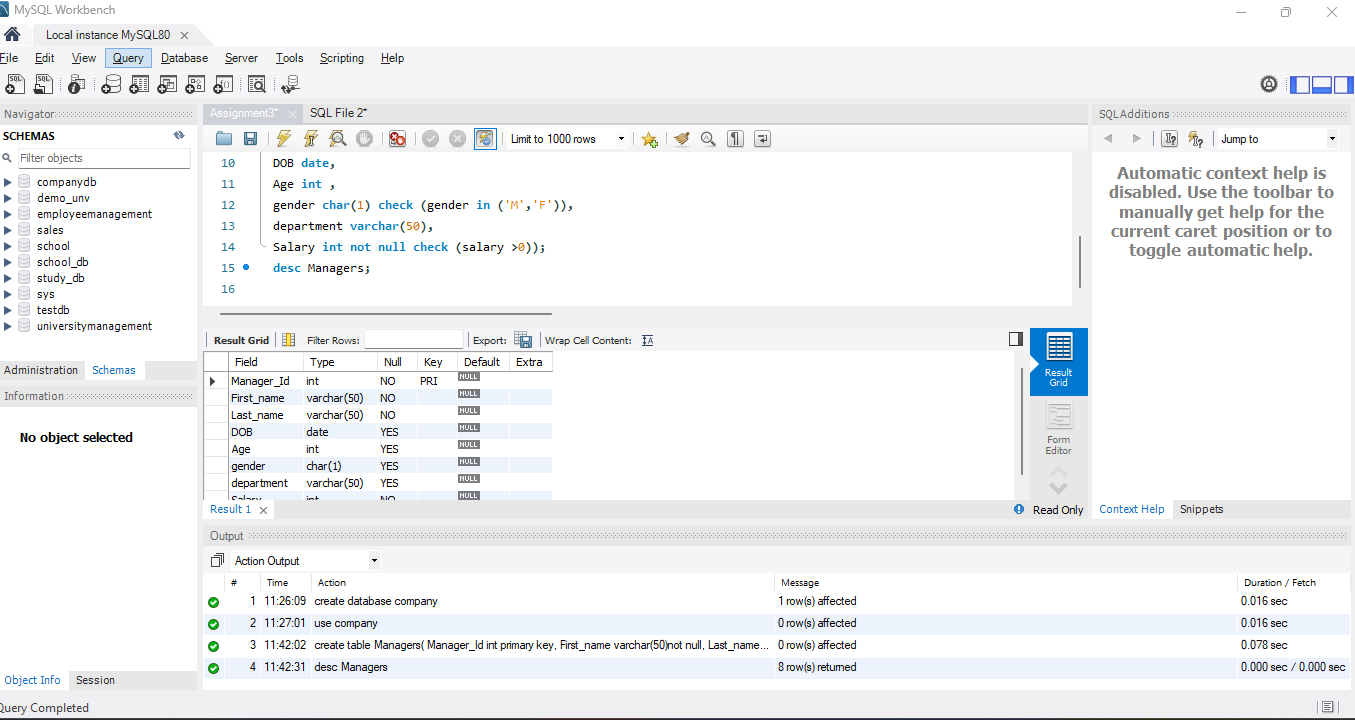 MySQL Workbench
Local instance MySQL80
File Edit View Query Database Server Tools Scripting Help
Navigator
SCHEMAS
Filter objects
companydb
demo_unv
employeemanagement
sales
school
school_db
study_db
sys
testdb
universitymanagement
Administration Schemas
Information
No object selected
Object Info Session
Assignment3* SQL File 2*
Limit to 1000 rows
10 DOB date,
11 Age int ,
12 gender char(1) check (gender in ('M','F')),
13 department varchar(50),
14 Salary int not null check (salary >0));
15 desc Managers;
16
Result Grid Filter Rows: Export: Wrap Cell Content:
Field Type Null Key Default Extra
Manager_Id int NO PRI NULL
First_name varchar(50) NO NULL
Last_name varchar(50) NO NULL
DOB date YES NULL
Age int YES NULL
gender char(1) YES NULL
department varchar(50) YES NULL
Salary int NO NULL
Result Grid
Form Editor
Result 1 Read Only
SQLAdditions
Jump to
Automatic context help is
disabled. Use the toolbar to
manually get help for the
current caret position or to
toggle automatic help.
Context Help Snippets
Output
Action Output
# Time Action Message Duration / Fetch
1 11:26:09 create database company 1 row(s) affected 0.016 sec
2 11:27:01 use company 0 row(s) affected 0.016 sec
3 11:42:02 create table Managers( Manager_Id int primary key, First_name varchar(50)not null, Last_name... 0 row(s) affected 0.078 sec
4 11:42:31 desc Managers 8 row(s) returned 0.000 sec / 0.000 sec
Query Completed